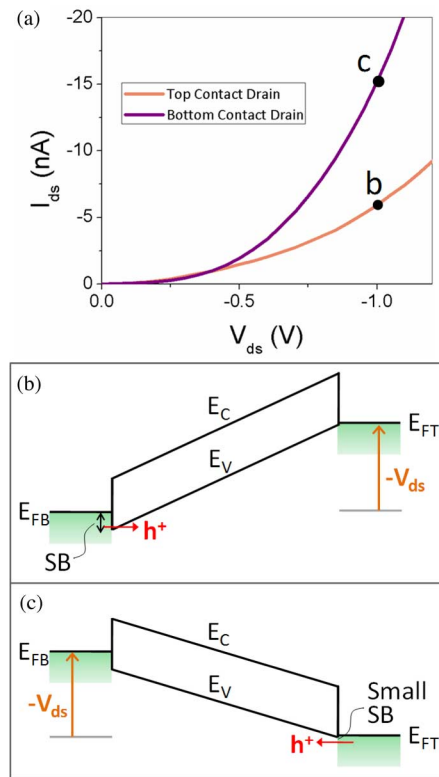 (a)
-20
-15
-10
-5
0
I_ds (nA)
Top Contact Drain
Bottom Contact Drain
c
b
0.0 -0.5 -1.0
V_ds (V)
(b)
E_C
E_V
E_FT
-V_ds
E_FB
SB
h⁺
(c)
E_C
E_FB
E_V
-V_ds
Small
SB
h⁺
E_FT